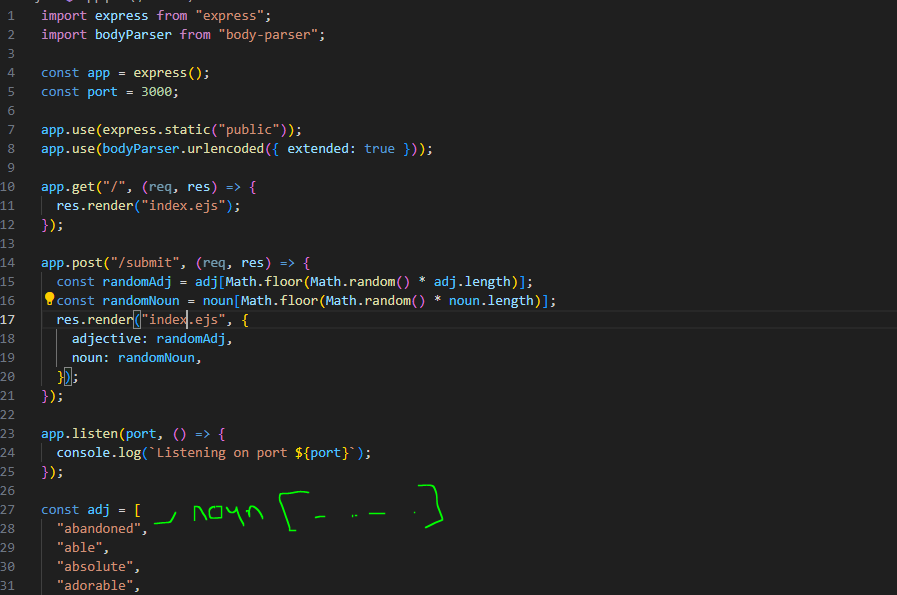 1 import express from "express";
2 import bodyParser from "body-parser";
3
4 const app = express();
5 const port = 3000;
6
7 app.use(express.static("public"));
8 app.use(bodyParser.urlencoded({ extended: true }));
9
10 app.get("/", (req, res) => {
11 res.render("index.ejs");
12 });
13
14 app.post("/submit", (req, res) => {
15 const randomAdj = adj[Math.floor(Math.random() * adj.length)];
16 const randomNoun = noun[Math.floor(Math.random() * noun.length)];
17 res.render("index.ejs", {
18 adjective: randomAdj,
19 noun: randomNoun,
20 });
21 });
22
23 app.listen(port, () => {
24 console.log(`Listening on port ${port}`);
25 });
26
27 const adj = [ noun [ - .. - . ]
28 "abandoned",
29 "able",
30 "absolute",
31 "adorable",